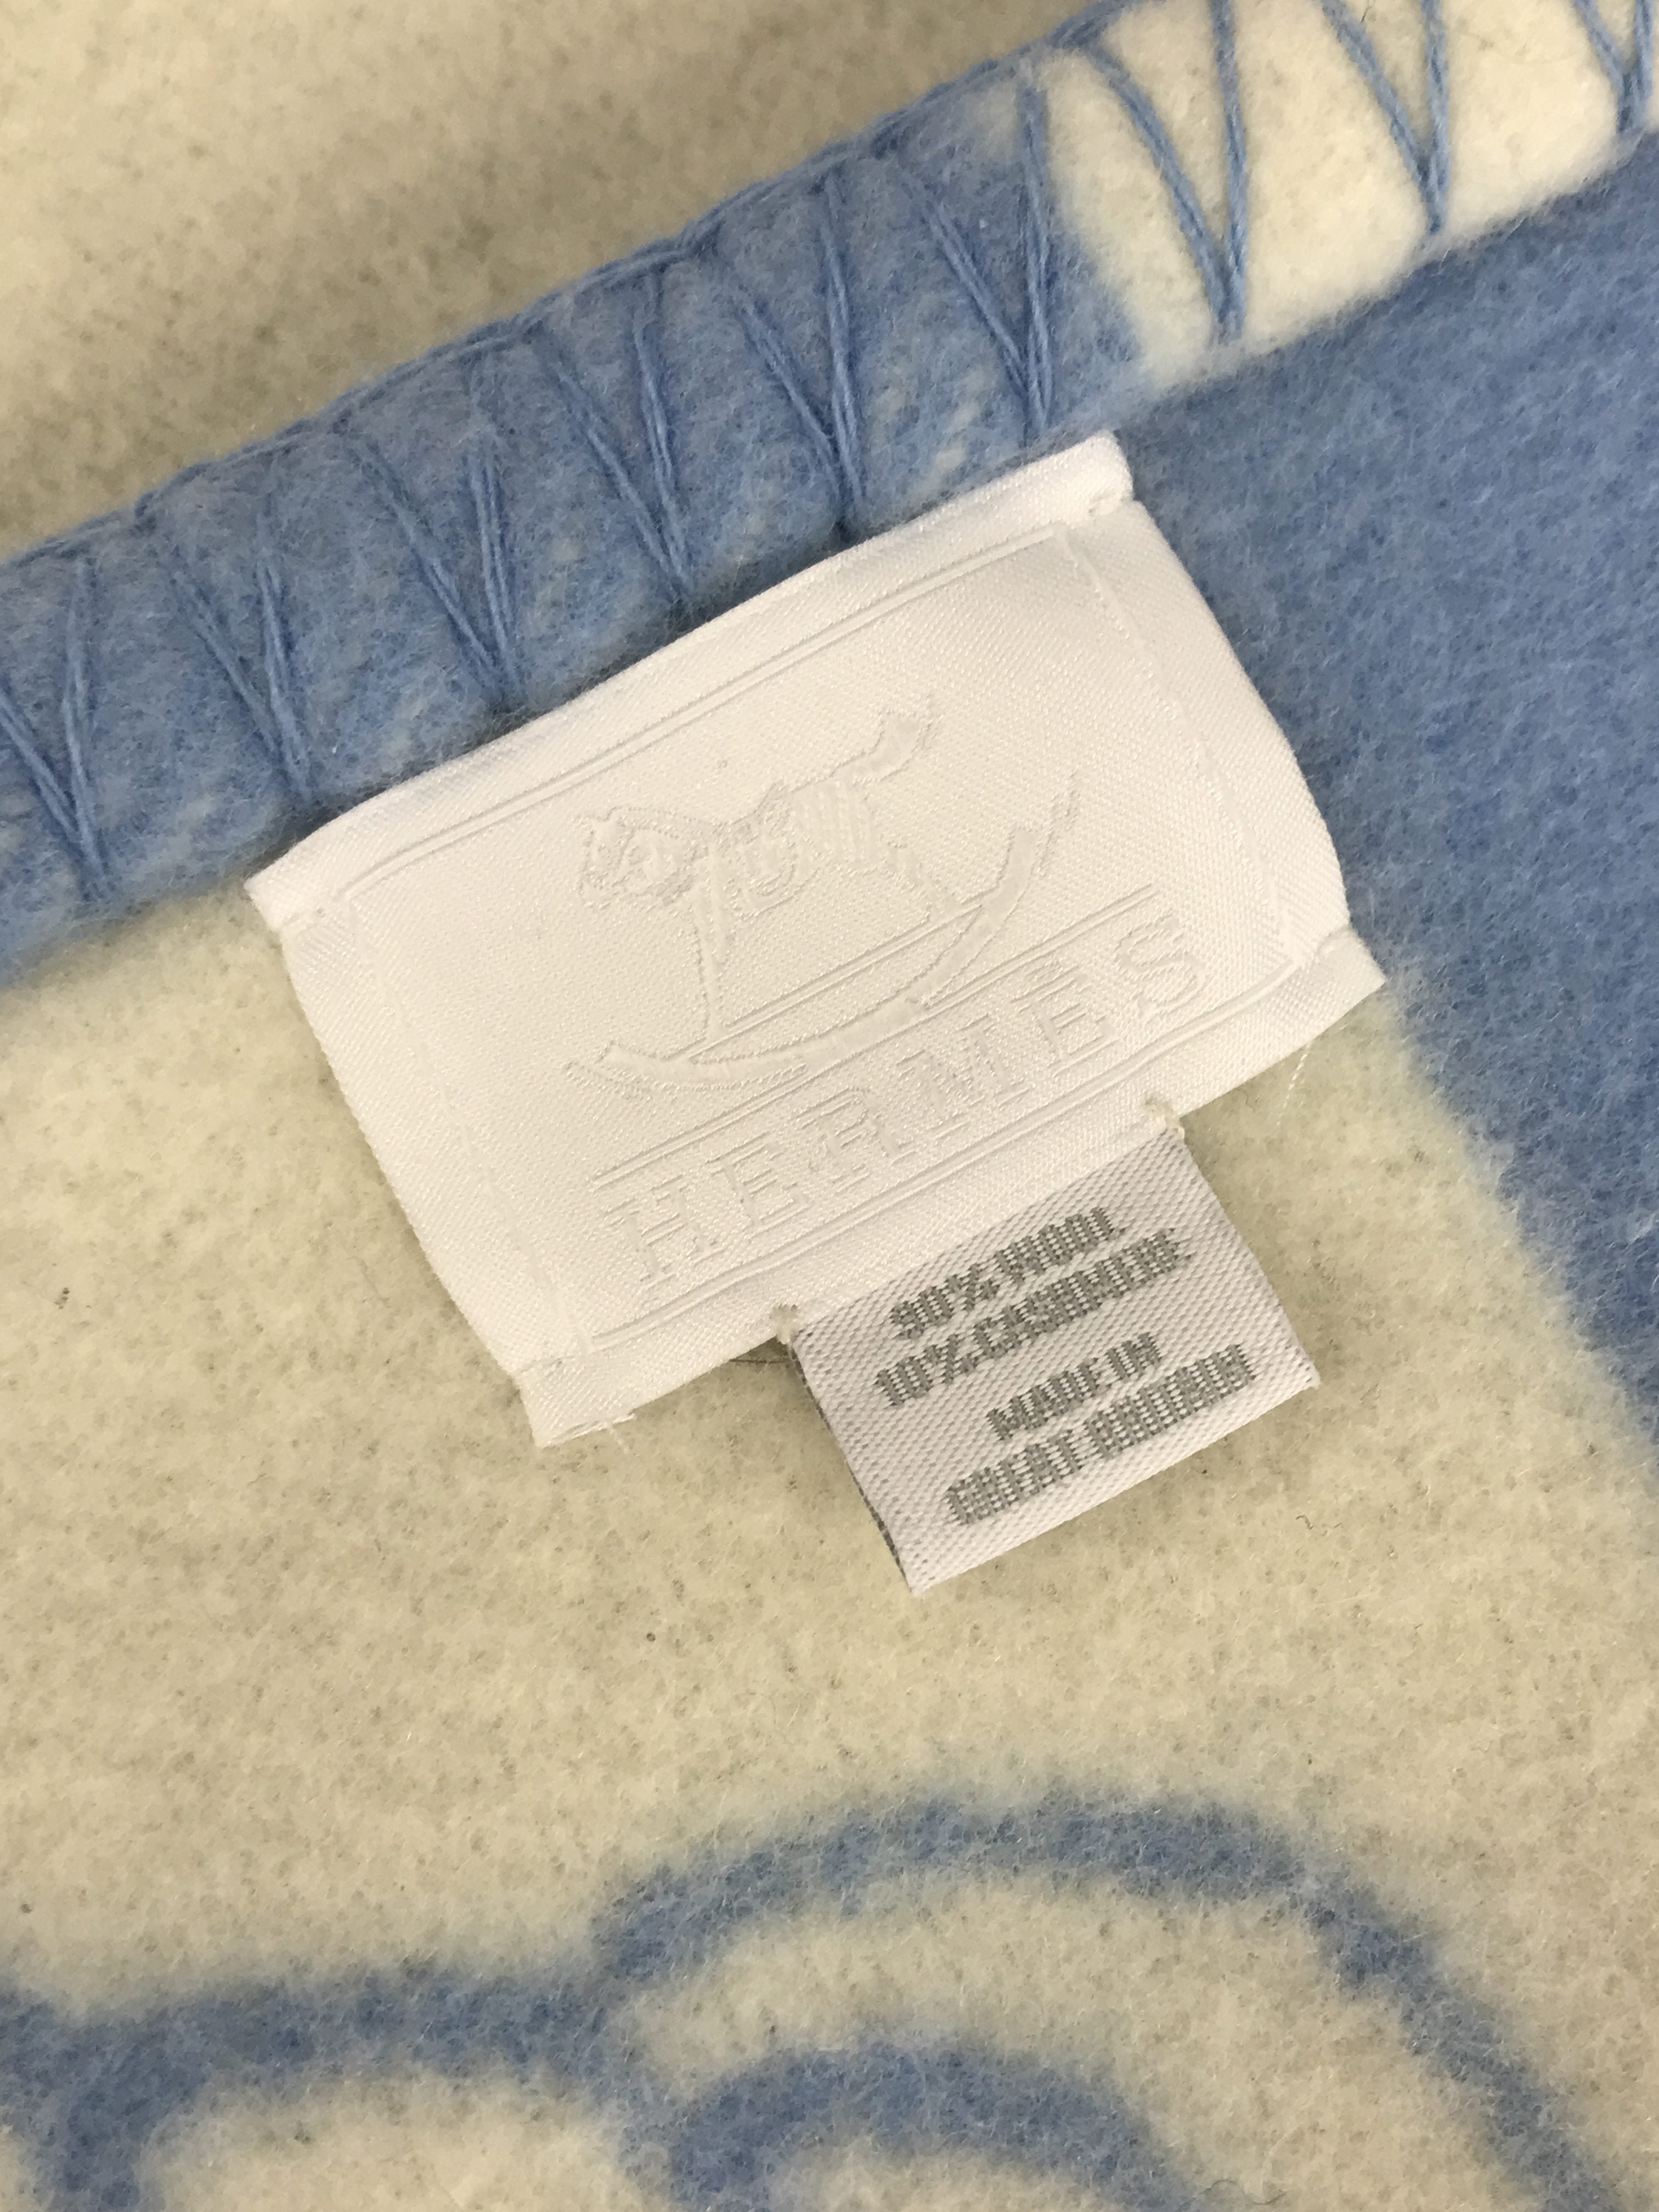 HERMES
90% WOOL
10% CASHMERE
MADE IN
GREAT BRITAIN